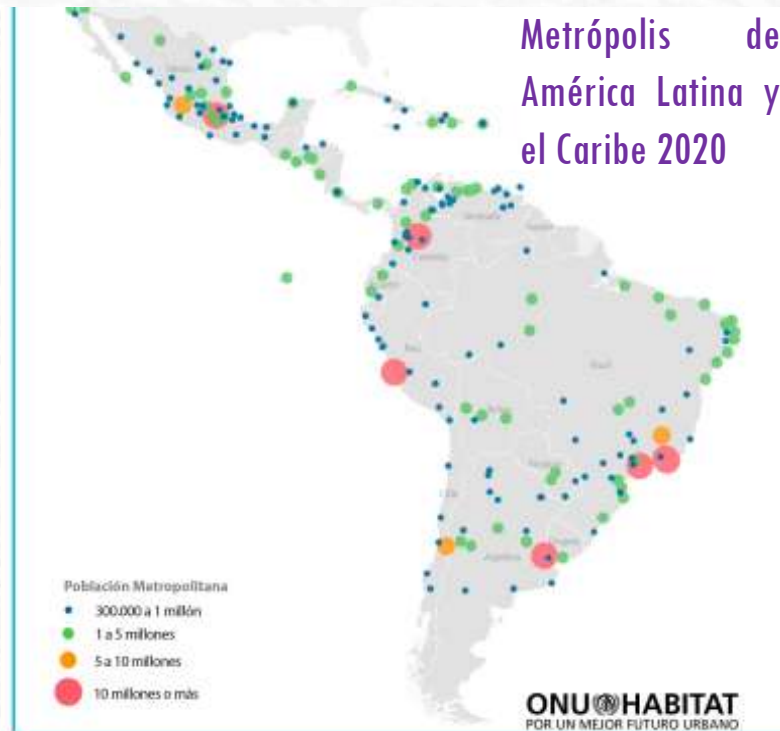 Metrópolis de
América Latina y
el Caribe 2020
Población Metropolitana
300.000 a 1 millón
1 a 5 millones
5 a 10 millones
10 millones o más
ONU HABITAT
POR UN MEJOR FUTURO URBANO